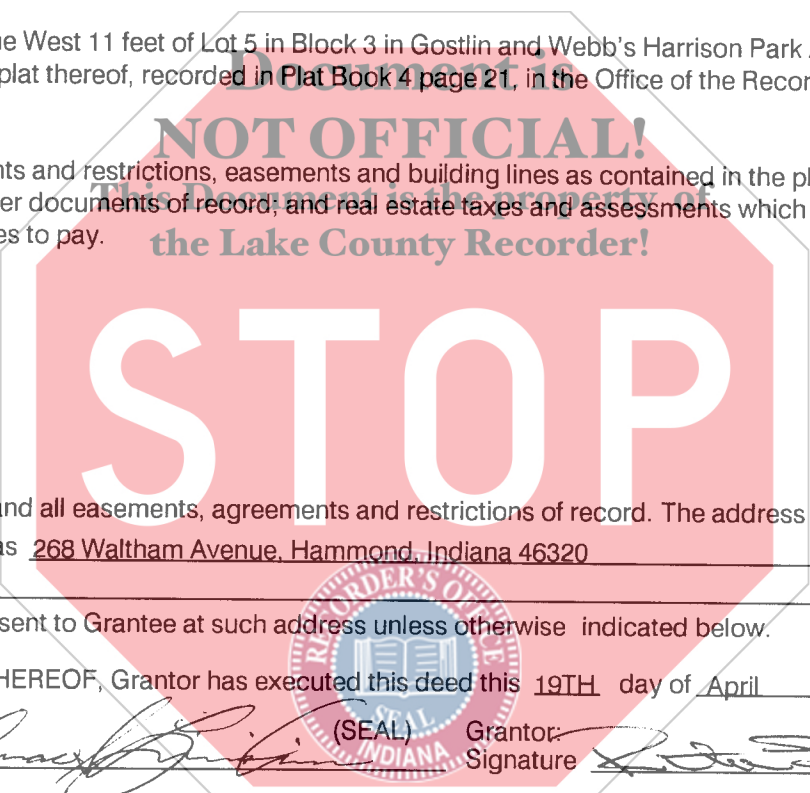 e West 11 feet of Lot 5 in Block 3 in Gostlin and Webb's Harrison Park
Document is
plat thereof, recorded in Plat Book 4 page 21, in the Office of the Recor
NOT OFFICIAL!
nts and restrictions, easements and building lines as contained in the pl
This Document is the property of
er documents of record; and real estate taxes and assessments which
es to pay.
the Lake County Recorder!
STOP
and all easements, agreements and restrictions of record. The address
as 268 Waltham Avenue, Hammond, Indiana 46320
RECORDER'S OFFICE
sent to Grantee at such address unless otherwise indicated below.
HEREOF, Grantor has executed this deed this 19TH day of April
SEAL
(SEAL) Grantor:
INDIANA
Signature